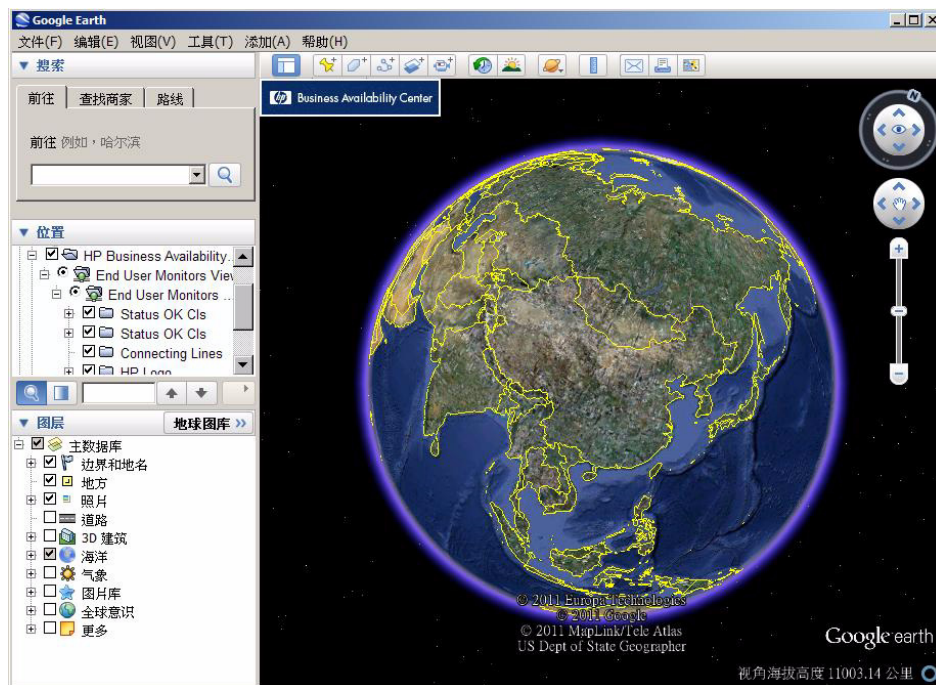 Google Earth
文件(F) 编辑(E) 视图(V) 工具(T) 添加(A) 帮助(H)
搜索
前往 查找商家 路线
前往 例如，哈尔滨
位置
HP Business Availability...
End User Monitors View
End User Monitors ...
Status OK CIs
Status OK CIs
Connecting Lines
HP Logo
图层
地球图库 >>
主数据库
边界和地名
地方
照片
道路
3D 建筑
海洋
气象
图片库
全球意识
更多
hp Business Availability Center
N
© 2011 Europa Technologies
© 2011 Google
© 2011 MapLink/Tele Atlas
US Dept of State Geographer
Google earth
视角海拔高度 11003.14 公里